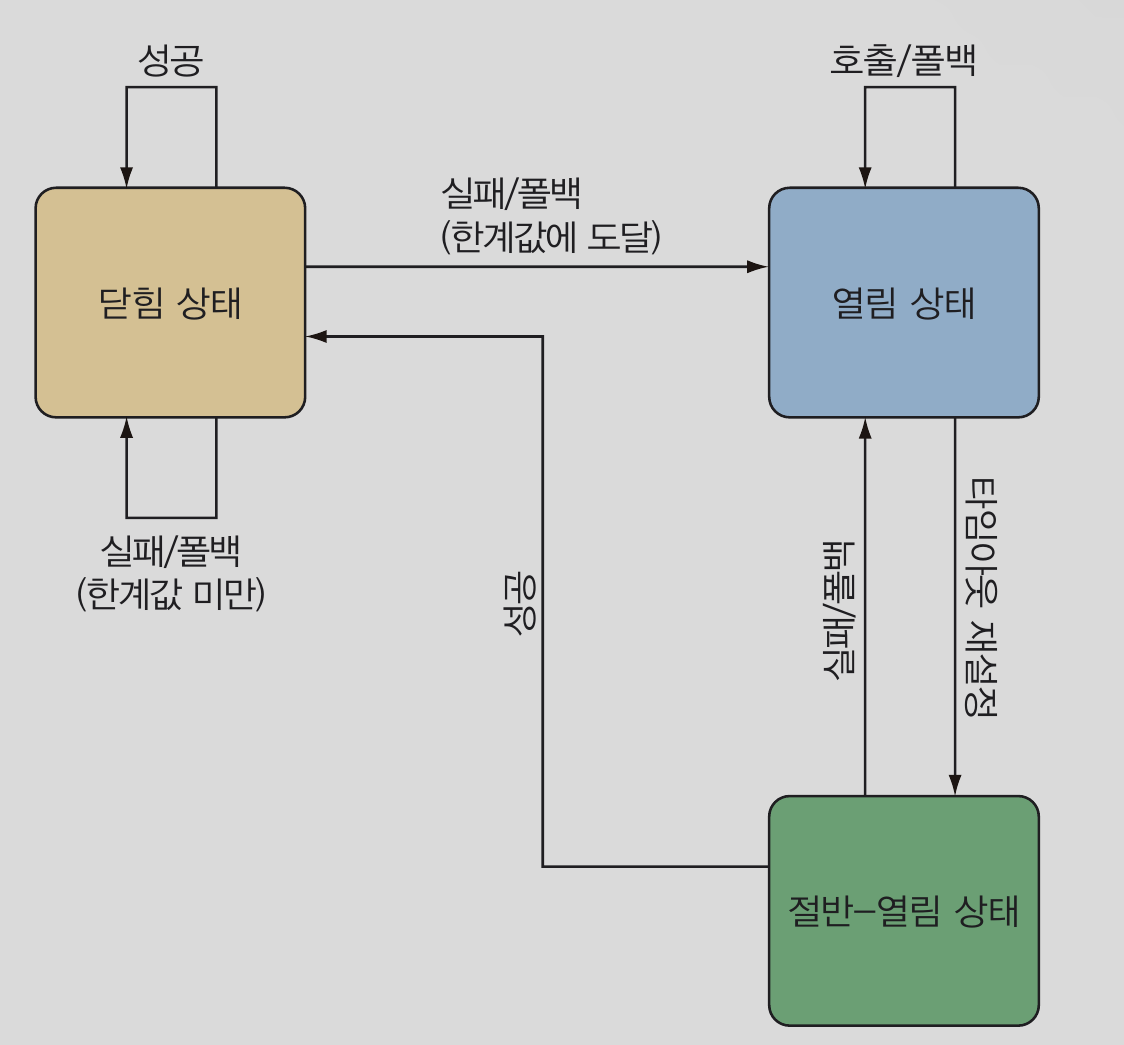 성공
호출/폴백
실패/폴백
(한계값에 도달)
닫힘 상태
열림 상태
실패/폴백
(한계값 미만)
성공
실패/폴백
타임아웃 재설정
절반-열림 상태